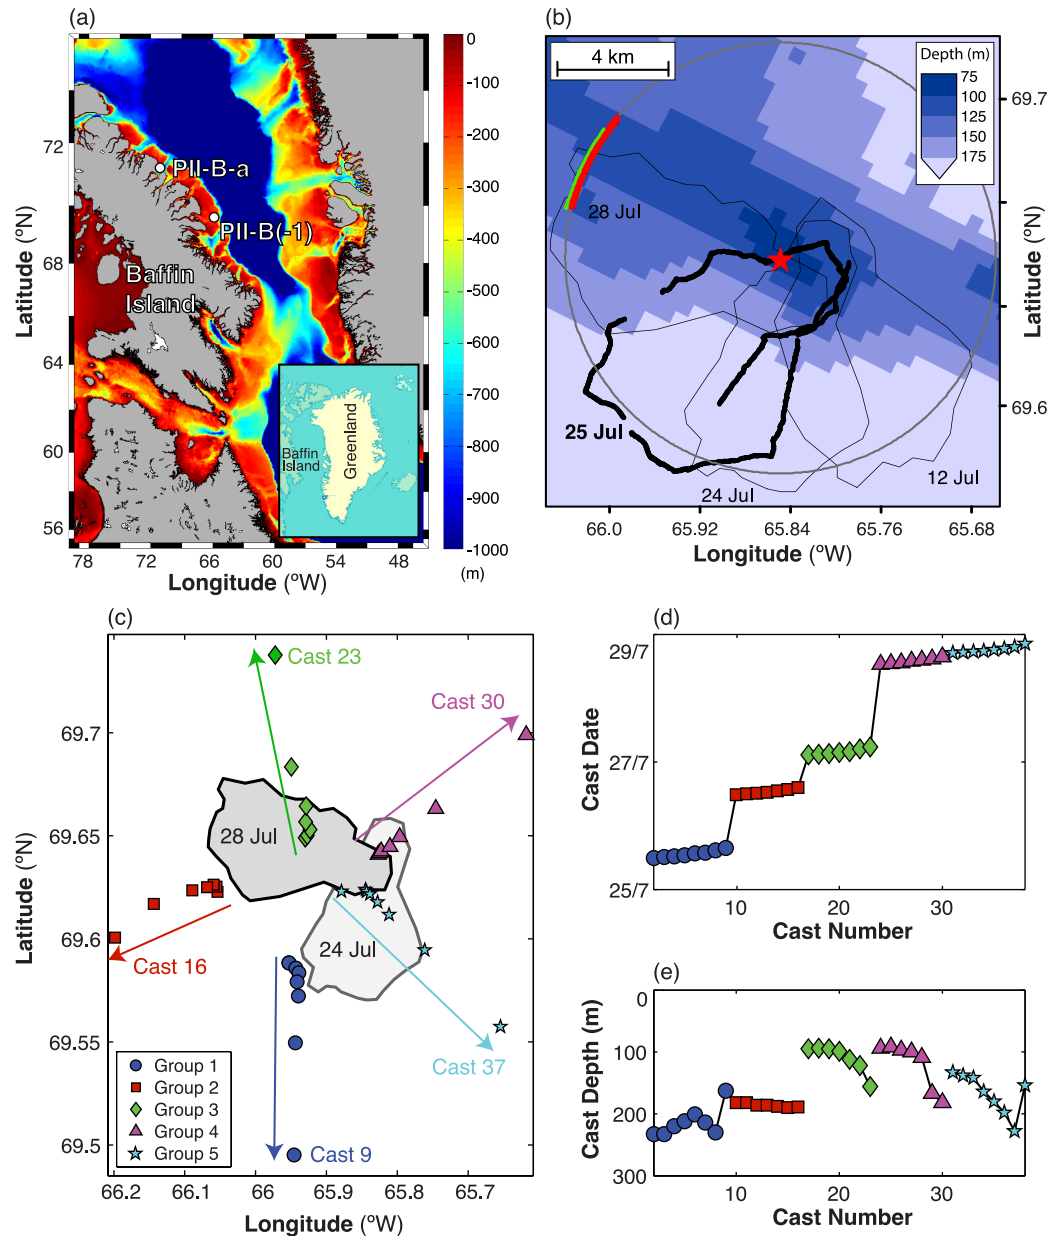 (a)
72
68
64
60
56
Latitude (ºN)
78
72
66
60
54
48
Longitude (ºW)
PII-B-a
PII-B(-1)
Baffin
Island
Baffin
Island
Greenland
0
-100
-200
-300
-400
-500
-600
-700
-800
-900
-1000
(m)
(b)
4 km
Depth (m)
75
100
125
150
175
28 Jul
25 Jul
24 Jul
12 Jul
69.7
69.6
Latitude (ºN)
66.0
65.92
65.84
65.76
65.68
Longitude (ºW)
(c)
Cast 23
Cast 30
28 Jul
24 Jul
Cast 16
Cast 37
Cast 9
69.7
69.65
69.6
69.55
69.5
Latitude (ºN)
Group 1
Group 2
Group 3
Group 4
Group 5
66.2
66.1
66
65.9
65.8
65.7
Longitude (ºW)
(d)
29/7
27/7
25/7
Cast Date
10
20
30
Cast Number
(e)
0
100
200
300
Cast Depth (m)
10
20
30
Cast Number